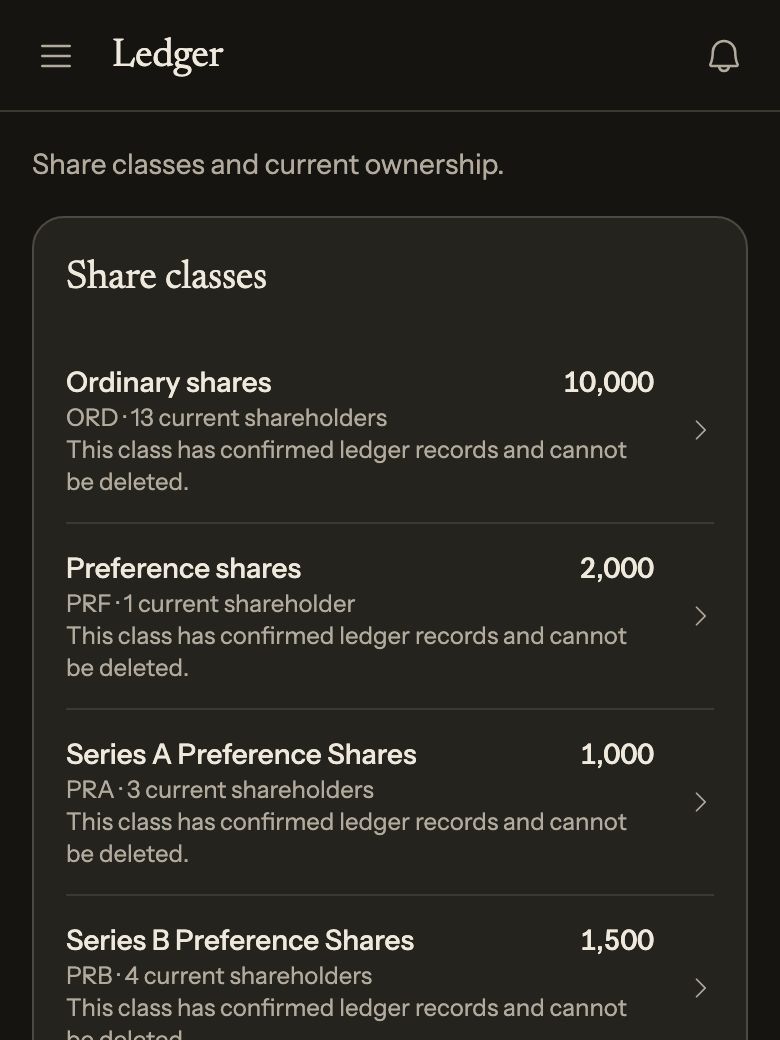 Ledger
Share classes and current ownership.
Share classes
Ordinary shares 10,000
ORD · 13 current shareholders
This class has confirmed ledger records and cannot
be deleted.
Preference shares 2,000
PRF · 1 current shareholder
This class has confirmed ledger records and cannot
be deleted.
Series A Preference Shares 1,000
PRA · 3 current shareholders
This class has confirmed ledger records and cannot
be deleted.
Series B Preference Shares 1,500
PRB · 4 current shareholders
This class has confirmed ledger records and cannot
be deleted